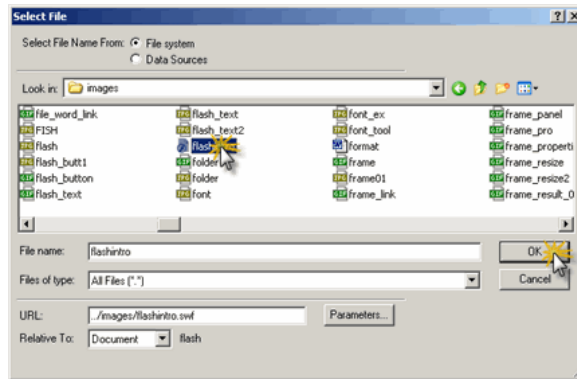 Select File
Select File Name From: File system
Data Sources
Look in: images
file_word_link
FISH
flash
flash_butt1
flash_button
flash_text
flash_text
flash_text2
flash
folder
folder
font
font_ex
font_tool
format
frame
frame01
frame_link
frame_panel
frame_pro
frame_properti
frame_resize
frame_resize2
frame_result_0
File name: flashintro OK
Files of type: All Files (*.*) Cancel
URL: ../images/flashintro.swf Parameters...
Relative To: Document flash